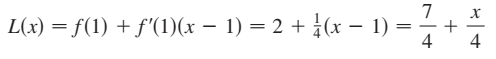 L(x) = f(1) + f'(1)(x − 1) = 2 + ¼(x − 1) = 7/4 + x/4